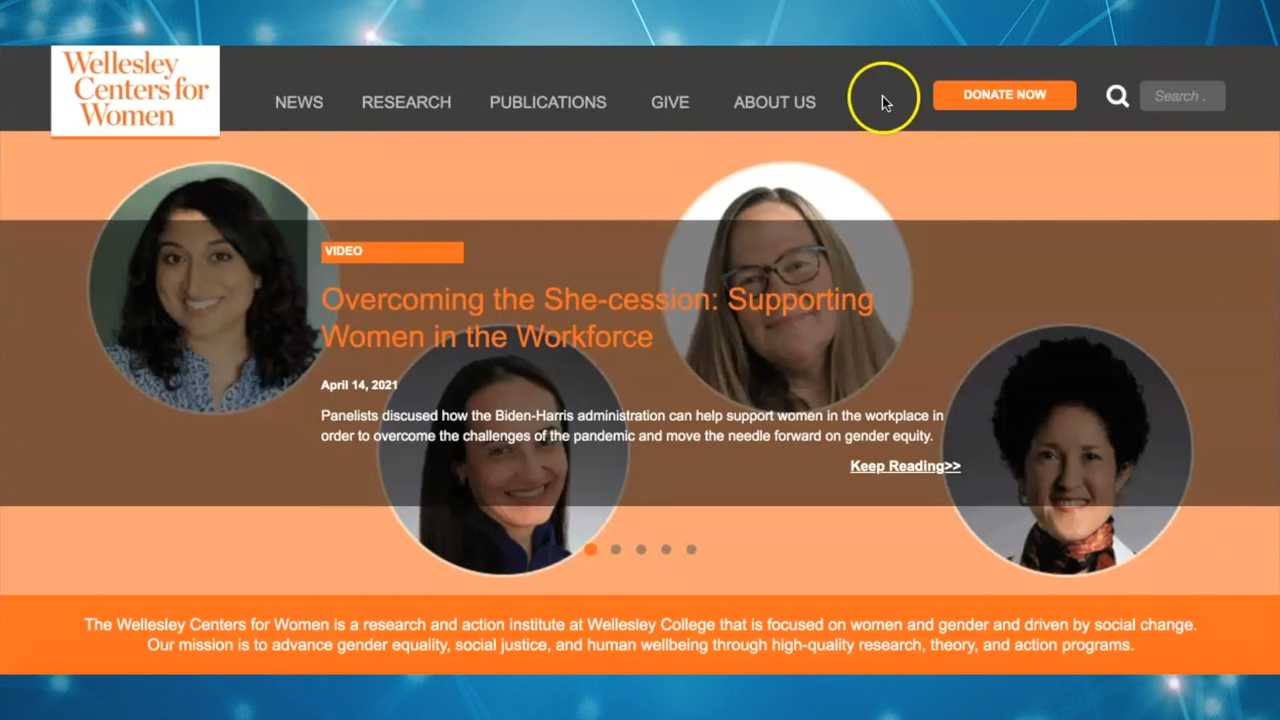 Wellesley
Centers for
Women
NEWS RESEARCH PUBLICATIONS GIVE ABOUT US DONATE NOW Search .
VIDEO
Overcoming the She-cession: Supporting
Women in the Workforce
April 14, 2021
Panelists discussed how the Biden-Harris administration can help support women in the workplace in
order to overcome the challenges of the pandemic and move the needle forward on gender equity.
Keep Reading>>
The Wellesley Centers for Women is a research and action institute at Wellesley College that is focused on women and gender and driven by social change.
Our mission is to advance gender equality, social justice, and human wellbeing through high-quality research, theory, and action programs.